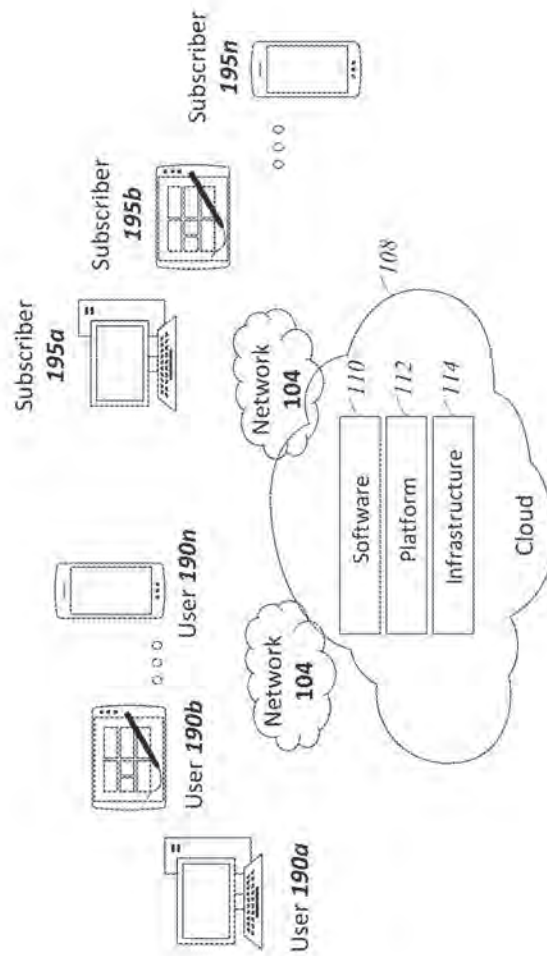 Subscriber
195a
Subscriber
195b
Subscriber
195n
User 190a
User 190b
User 190n
Network
104
Network
104
Software
110
Platform
112
Infrastructure
114
Cloud
108